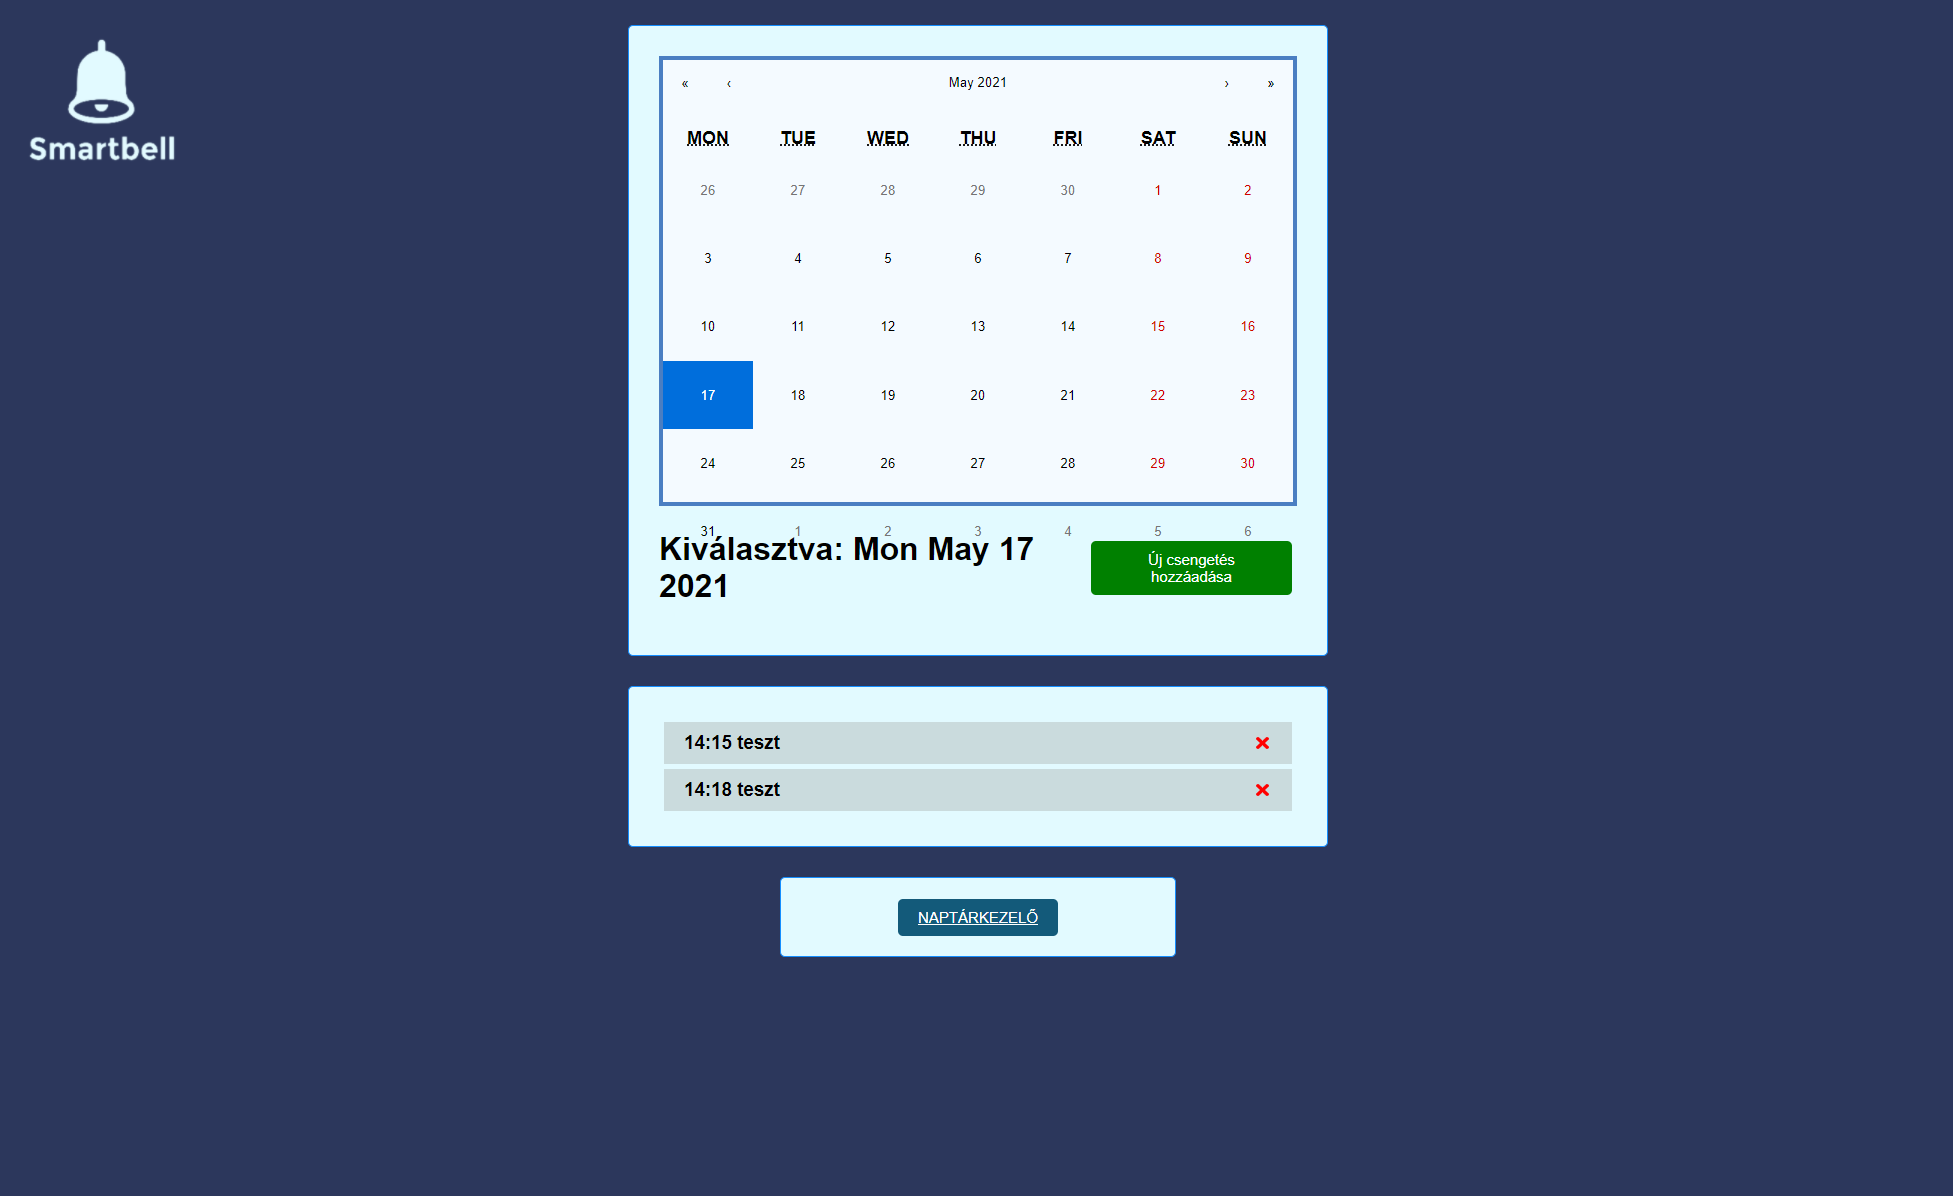 Smartbell
« ‹ May 2021 › »
MON TUE WED THU FRI SAT SUN
26 27 28 29 30 1 2
3 4 5 6 7 8 9
10 11 12 13 14 15 16
17 18 19 20 21 22 23
24 25 26 27 28 29 30
31 1 2 3 4 5 6
Kiválasztva: Mon May 17
2021
Új csengetés
hozzáadása
14:15 teszt
14:18 teszt
NAPTÁRKEZELŐ